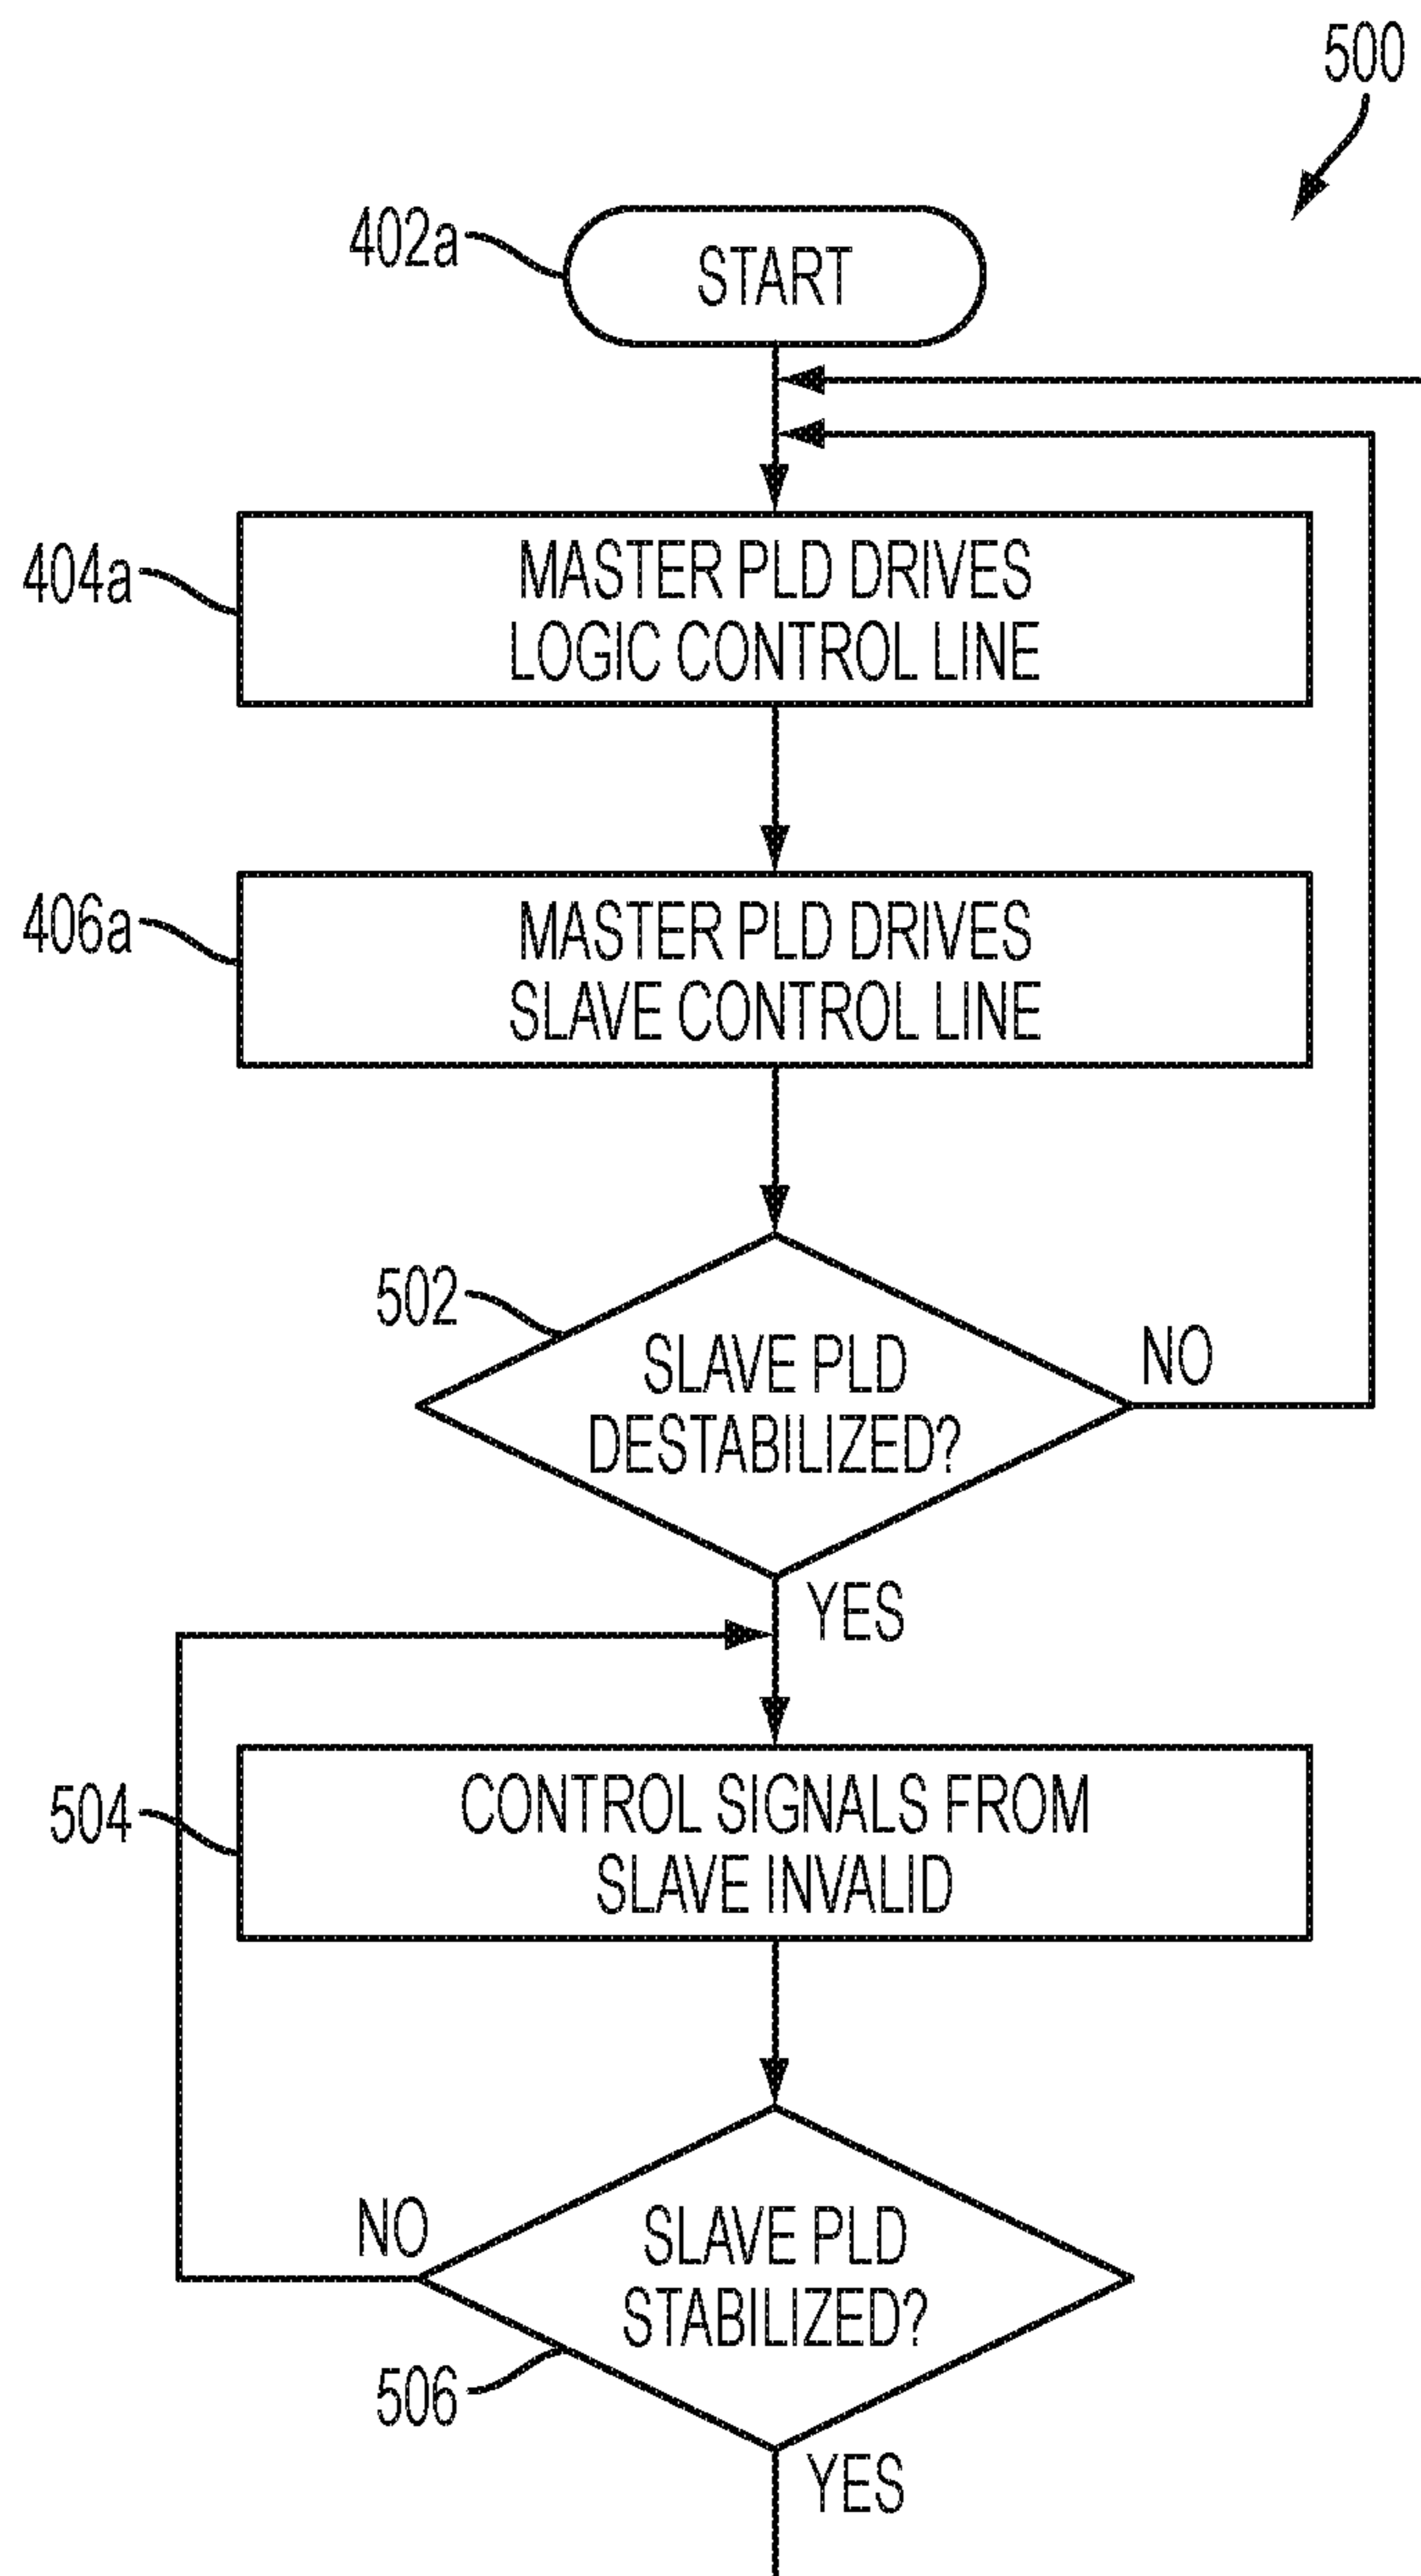 500
402a
START
404a
MASTER PLD DRIVES
LOGIC CONTROL LINE
406a
MASTER PLD DRIVES
SLAVE CONTROL LINE
502
SLAVE PLD
DESTABILIZED?
NO
YES
504
CONTROL SIGNALS FROM
SLAVE INVALID
NO
SLAVE PLD
STABILIZED?
506
YES